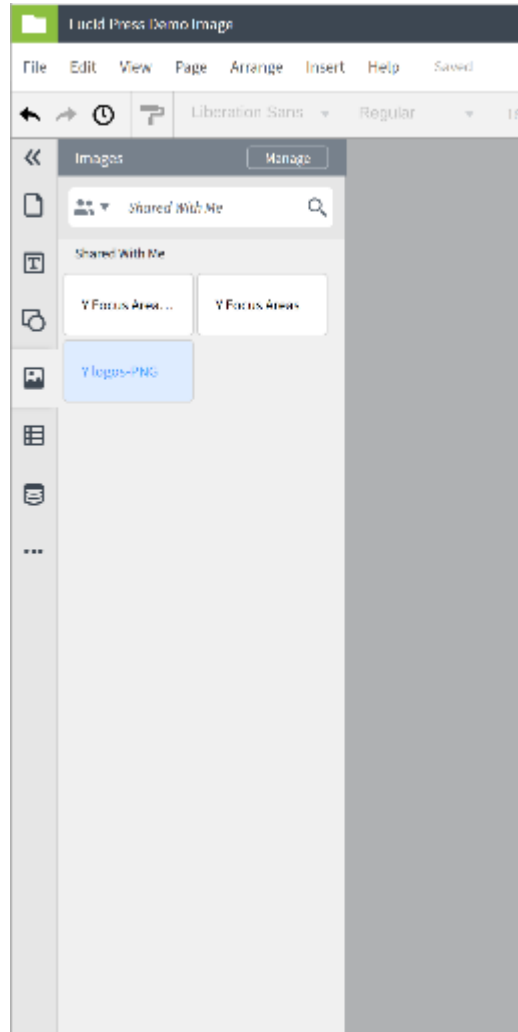 Lucid Press Demo Image
File Edit View Page Arrange Insert Help Saved
Liberation Sans Regular
Images Manage
Shared With Me
Shared With Me
Y Focus Area... Y Focus Areas
Y logos-PNG